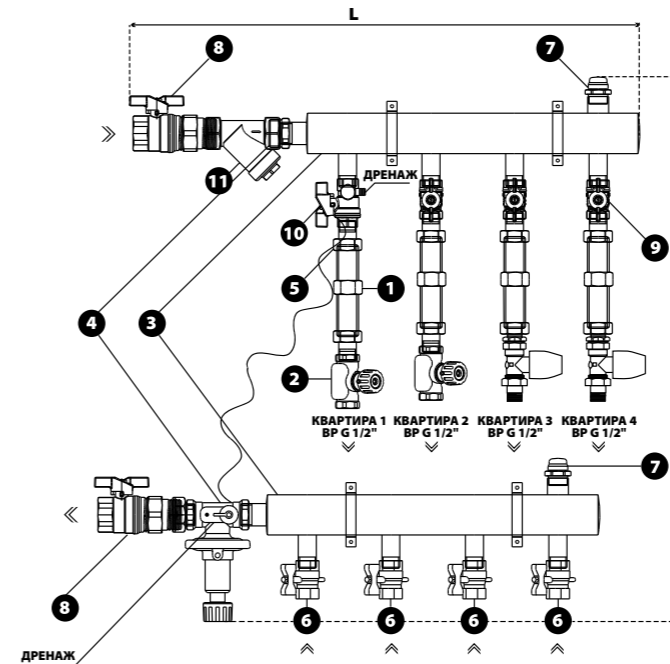 L
8
7
11
ДРЕНАЖ
10
9
5
1
4
3
2
КВАРТИРА 1
ВР G 1/2"
КВАРТИРА 2
ВР G 1/2"
КВАРТИРА 3
ВР G 1/2"
КВАРТИРА 4
ВР G 1/2"
7
8
6
6
6
6
ДРЕНАЖ